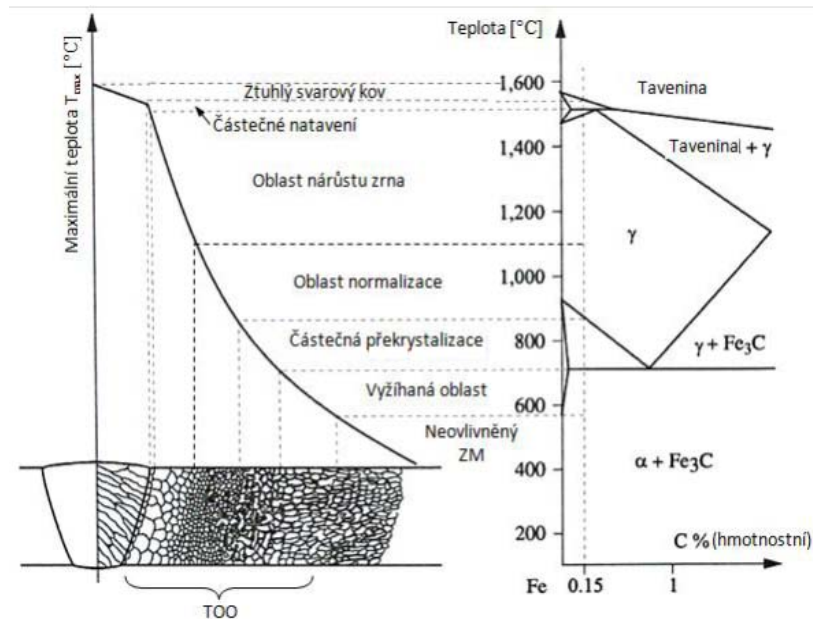 Maximální teplota Tmax [°C]
Teplota [°C]
Ztuhlý svarový kov
Částečné natavení
Oblast nárůstu zrna
Oblast normalizace
Částečná překrystalizace
Vyžíhaná oblast
Neovlivněný
ZM
TOO
1,600
1,400
1,200
1,000
800
600
400
200
Tavenina
Tavenina + γ
γ
γ + Fe₃C
α + Fe₃C
C % (hmotnostní)
Fe
0.15
1